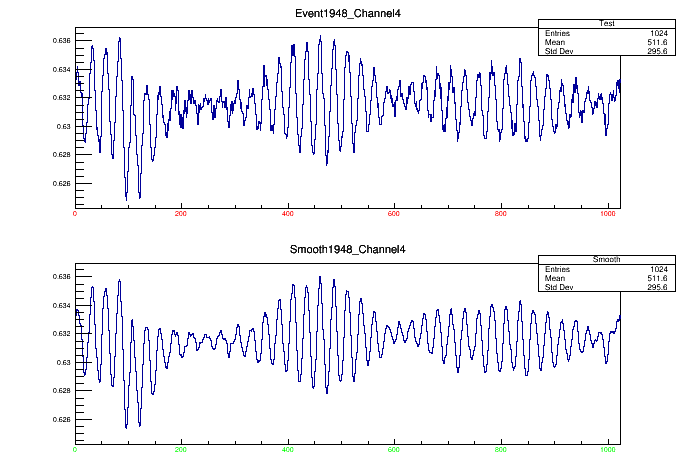 Event1948_Channel4
Test
Entries 1024
Mean 511.6
Std Dev 295.6
0.636
0.634
0.632
0.63
0.628
0.626
0 200 400 600 800 1000
Smooth1948_Channel4
Smooth
Entries 1024
Mean 511.6
Std Dev 295.6
0.636
0.634
0.632
0.63
0.628
0.626
0 200 400 600 800 1000